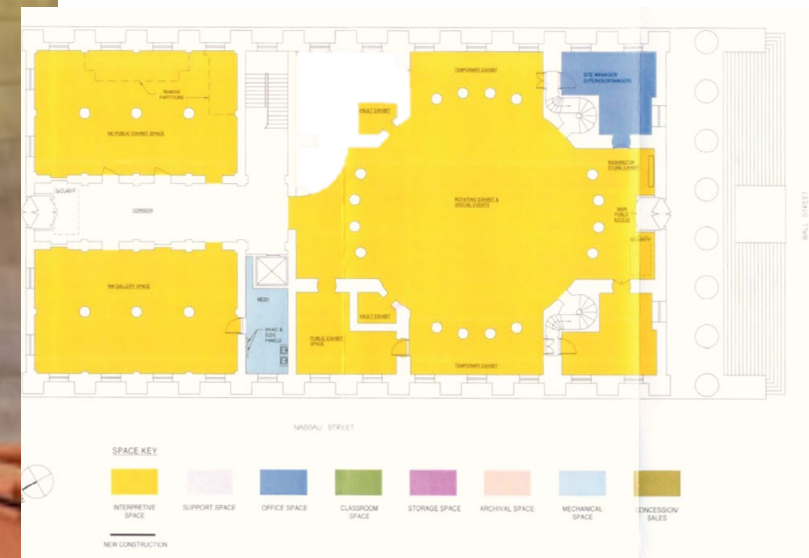 TEMPORARY EXHIBIT
SITE MANAGER
REMOVE
PARTITIONS
VAULT EXHIBIT
NE PUBLIC EXHIBIT SPACE
WASHINGTON
STONE EXHIBIT
SECURITY
CORRIDOR
ROTATING EXHIBIT &
SPECIAL EVENTS
MAIN
PUBLIC
ACCESS
SECURITY
WALL STREET
NW GALLERY SPACE
MECH
HVAC &
ELEC
PANELS
VAULT EXHIBIT
PUBLIC EXHIBIT
SPACE
TEMPORARY EXHIBIT
NASSAU STREET
SPACE KEY
INTERPRETIVE
SPACE
SUPPORT SPACE
OFFICE SPACE
CLASSROOM
SPACE
STORAGE SPACE
ARCHIVAL SPACE
MECHANICAL
SPACE
CONCESSION/
SALES
NEW CONSTRUCTION